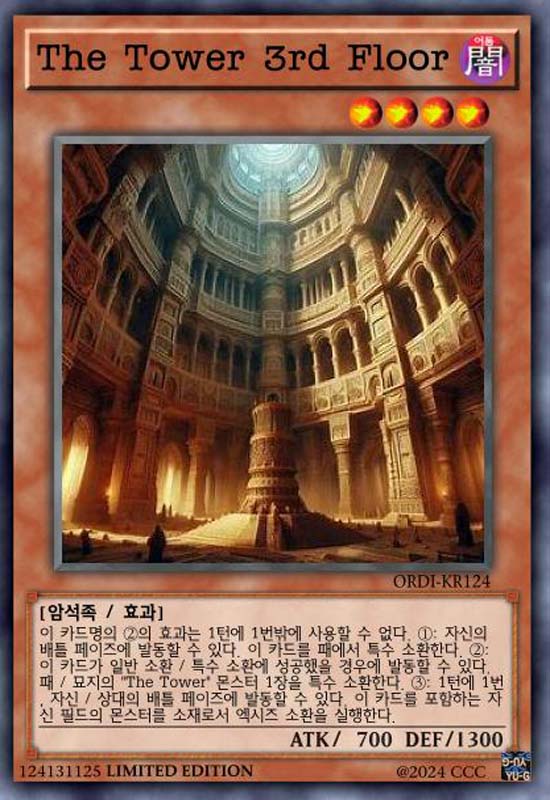 The Tower 3rd Floor
어둠
闇
ORDI-KR124
[암석족 / 효과]
이 카드명의 ②의 효과는 1턴에 1번밖에 사용할 수 없다. ①: 자신의
배틀 페이즈에 발동할 수 있다. 이 카드를 패에서 특수 소환한다. ②:
이 카드가 일반 소환 / 특수 소환에 성공했을 경우에 발동할 수 있다.
패 / 묘지의 "The Tower" 몬스터 1장을 특수 소환한다. ③: 1턴에 1번
, 자신 / 상대의 배틀 페이즈에 발동할 수 있다. 이 카드를 포함하는 자
신 필드의 몬스터를 소재로서 엑시즈 소환을 실행한다.
ATK/ 700 DEF/1300
124131125 LIMITED EDITION
@2024 CCC
YU-G